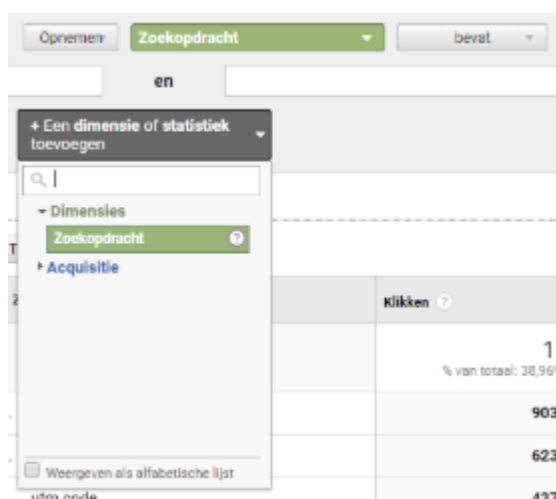 Opnemen Zoekopdracht bevat
en
+ Een dimensie of statistiek
toevoegen
Dimensies
Zoekopdracht ?
Acquisitie
Klikken ?
1
% van totaal: 38,96%
903
623
Weergeven als alfabetische lijst
utm code
437